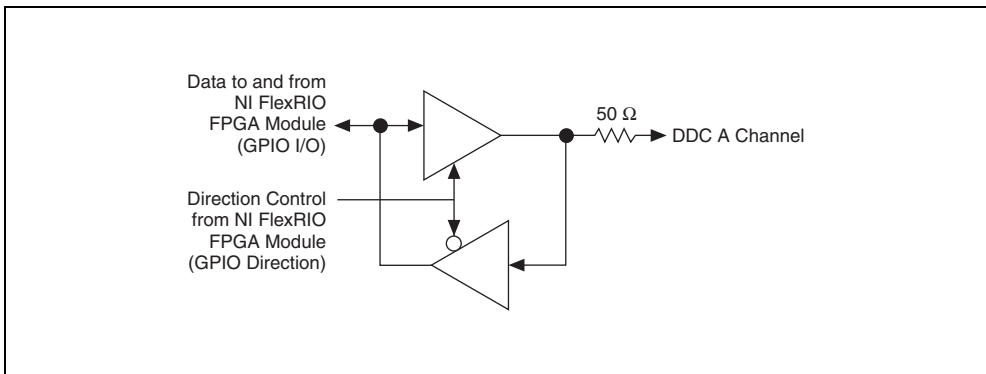 Data to and from
NI FlexRIO
FPGA Module
(GPIO I/O)
50 Ω
DDC A Channel
Direction Control
from NI FlexRIO
FPGA Module
(GPIO Direction)